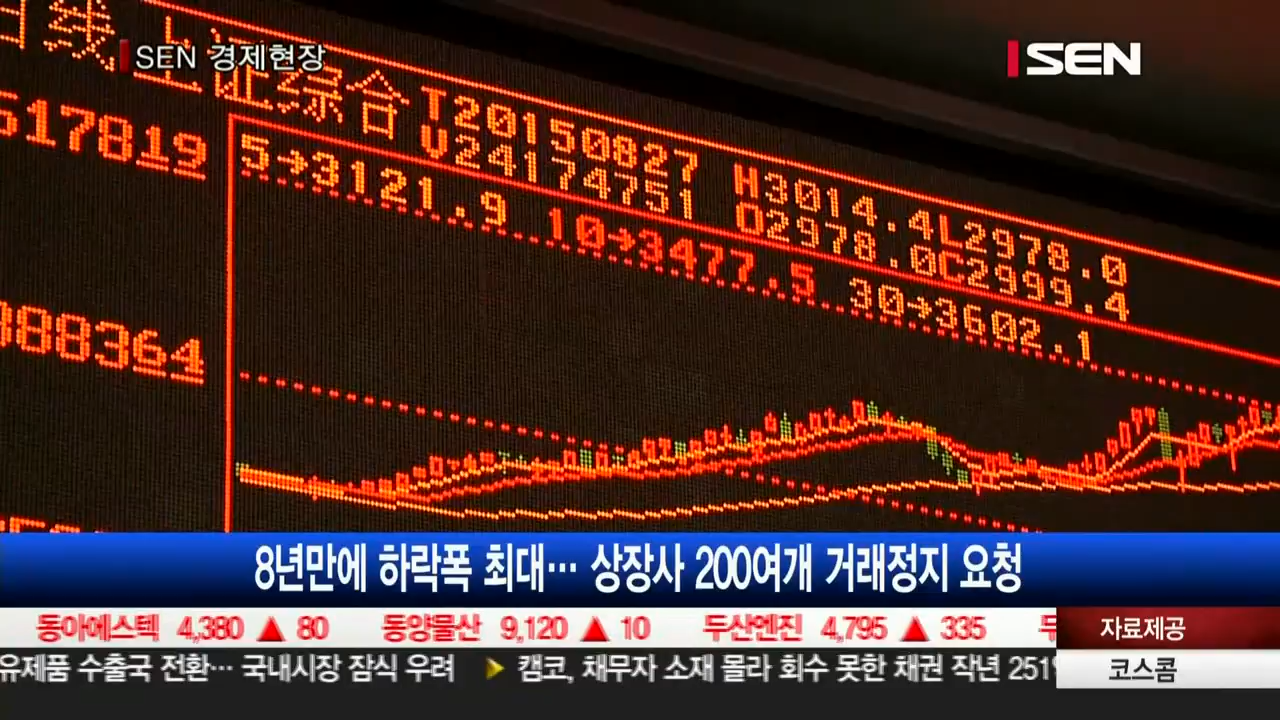 SEN 경제현장
SEN
日线 上证综合
T20150827 H3014.4L2978.0
V24174751 O2978.0C2999.4
517819
5→3121.9 10→3477.5 30→3602.1
388364
8년만에 하락폭 최대… 상장사 200여개 거래정지 요청
동아에스텍 4,380 ▲ 80 동양물산 9,120 ▲ 10 두산엔진 4,795 ▲ 335
자료제공
유제품 수출국 전환… 국내시장 잠식 우려 ▶ 캠코, 채무자 소재 몰라 회수 못한 채권 작년 251
코스콤